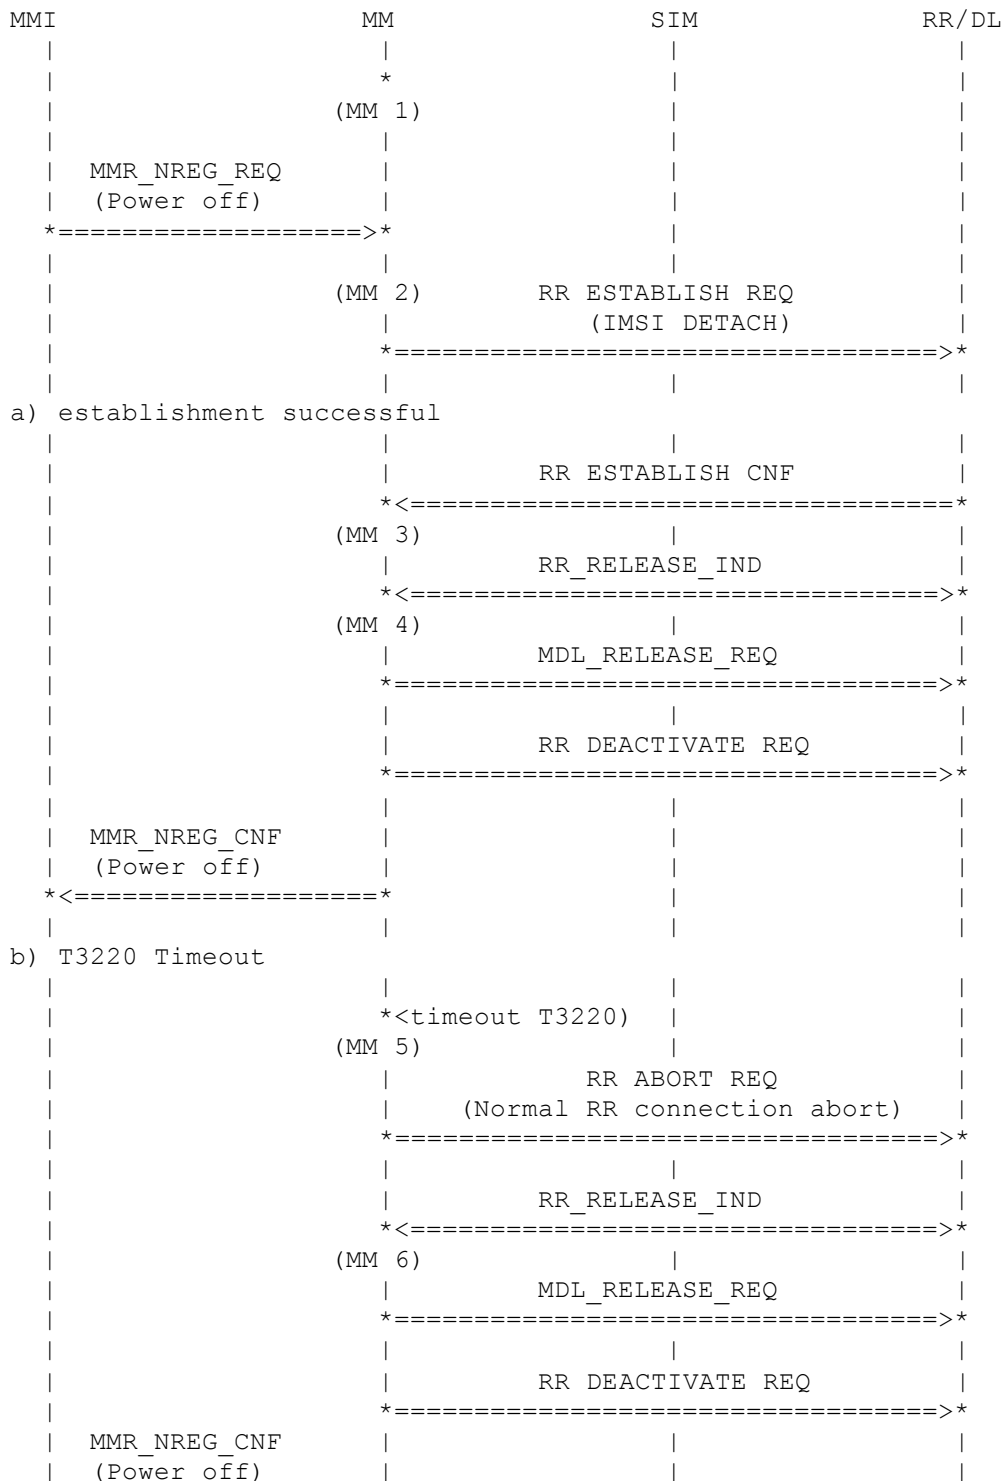 MMI MM SIM RR/DL
| | | |
| * | |
| (MM 1) | |
| | | |
| MMR_NREG_REQ | | |
| (Power off) | | |
*===================>* | |
| | | |
| (MM 2) RR ESTABLISH REQ |
| | (IMSI DETACH) |
| *==================================>*
| | | |
a) establishment successful
| | | |
| | RR ESTABLISH CNF |
| *<==================================*
| (MM 3) | |
| | RR_RELEASE_IND |
| *<=================================>*
| (MM 4) | |
| | MDL_RELEASE_REQ |
| *==================================>*
| | | |
| | RR DEACTIVATE REQ |
| *==================================>*
| | | |
| MMR_NREG_CNF | | |
| (Power off) | | |
*<===================* | |
| | | |
b) T3220 Timeout
| | | |
| *<timeout T3220) | |
| (MM 5) | |
| | RR ABORT REQ |
| | (Normal RR connection abort) |
| *==================================>*
| | | |
| | RR_RELEASE_IND |
| *<=================================>*
| (MM 6) | |
| | MDL_RELEASE_REQ |
| *==================================>*
| | | |
| | RR DEACTIVATE REQ |
| *==================================>*
| MMR_NREG_CNF | | |
| (Power off) | | |